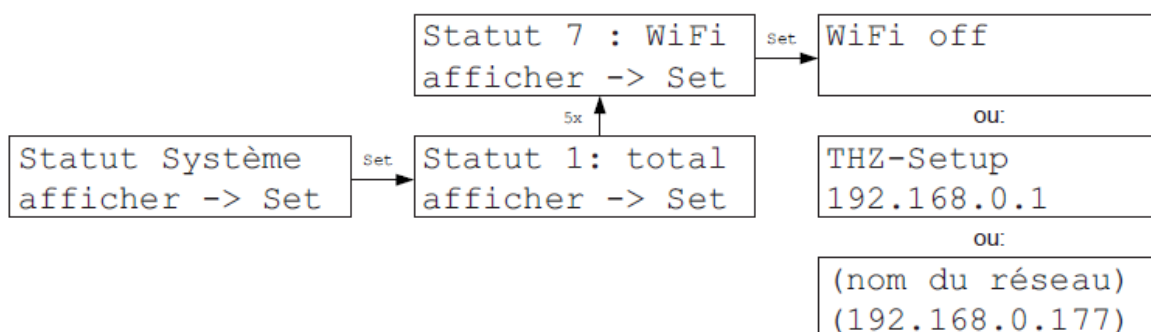 Statut 7 : WiFi
afficher -> Set
Set
WiFi off
5x
ou:
Statut Système
afficher -> Set
Set
Statut 1: total
afficher -> Set
THZ-Setup
192.168.0.1
ou:
(nom du réseau)
(192.168.0.177)